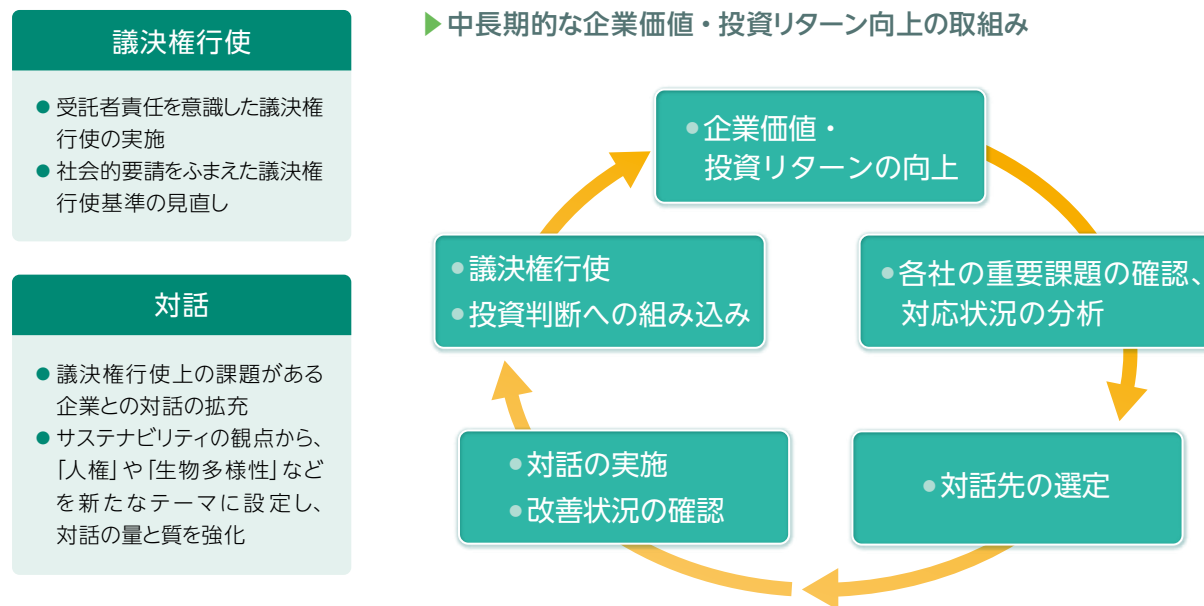 議決権行使
●受託者責任を意識した議決権
行使の実施
●社会的要請をふまえた議決権
行使基準の見直し
対話
●議決権行使上の課題がある
企業との対話の拡充
●サステナビリティの観点から、
「人権」や「生物多様性」など
を新たなテーマに設定し、
対話の量と質を強化
▶中長期的な企業価値・投資リターン向上の取組み
●企業価値・
投資リターンの向上
●各社の重要課題の確認、
対応状況の分析
●対話先の選定
●対話の実施
●改善状況の確認
●議決権行使
●投資判断への組み込み